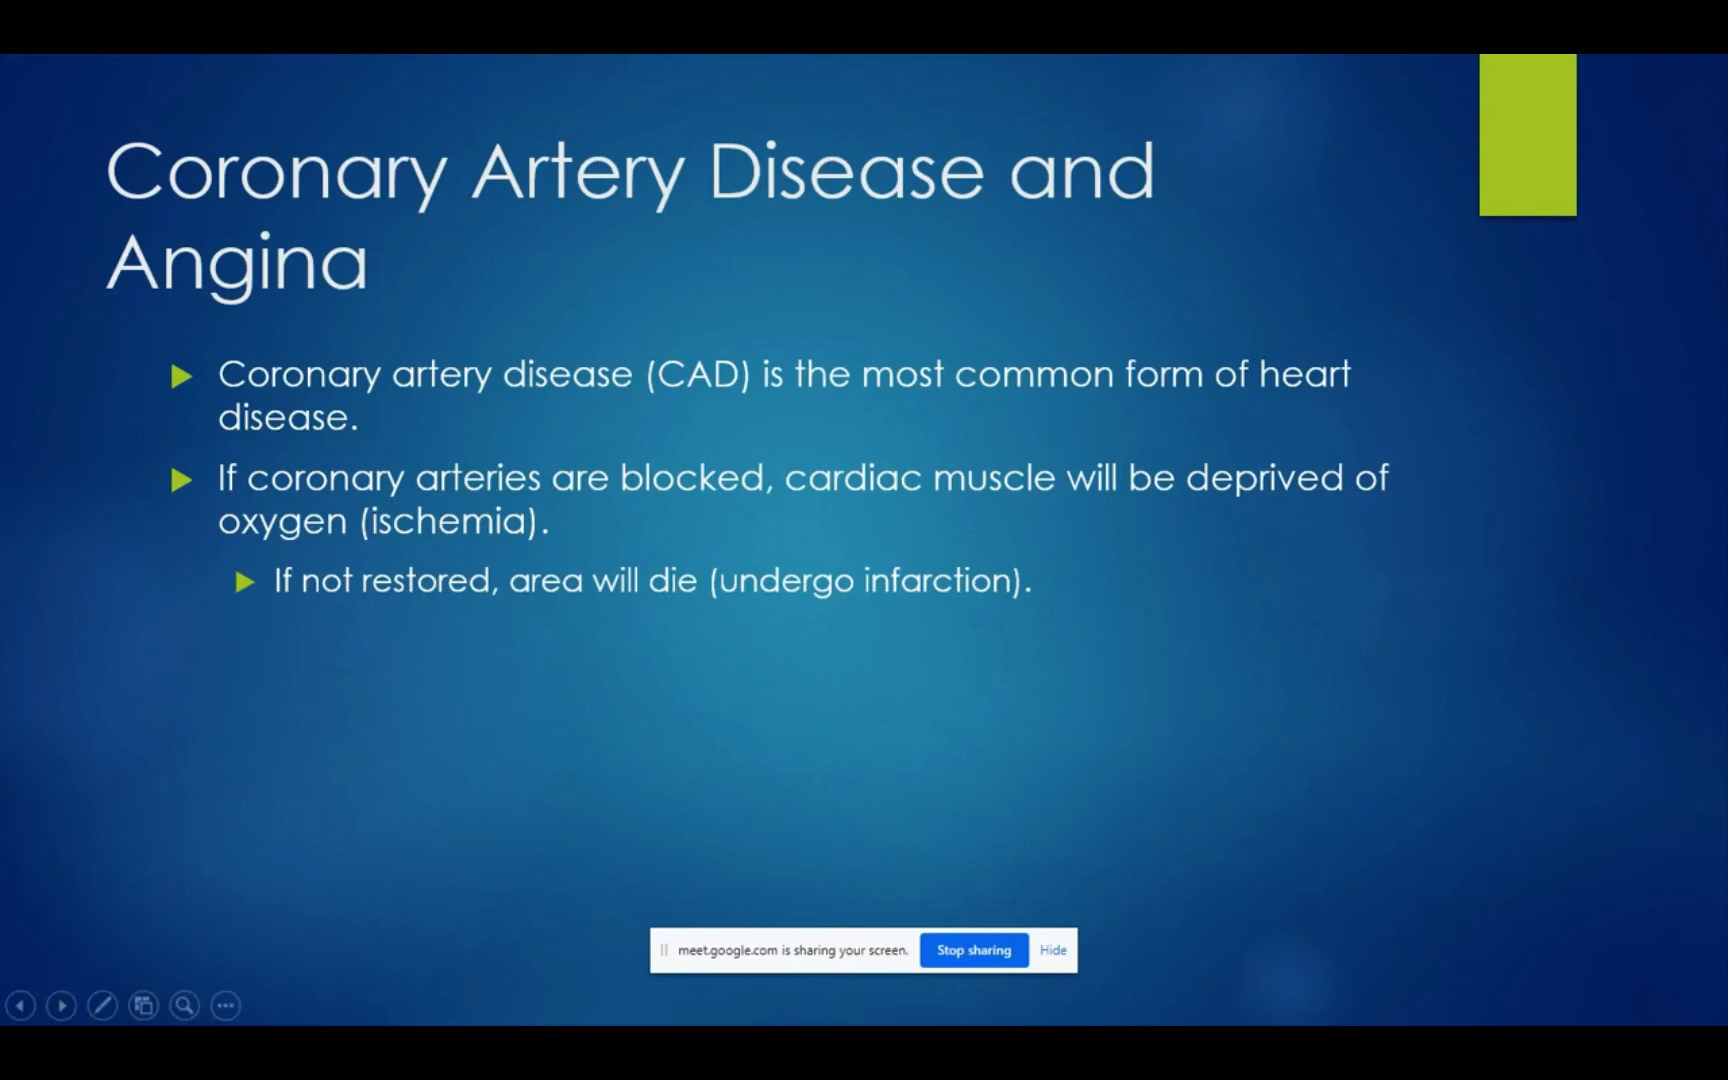 Coronary Artery Disease and
Angina
Coronary artery disease (CAD) is the most common form of heart
disease.
If coronary arteries are blocked, cardiac muscle will be deprived of
oxygen (ischemia).
If not restored, area will die (undergo infarction).
meet.google.com is sharing your screen. Stop sharing Hide